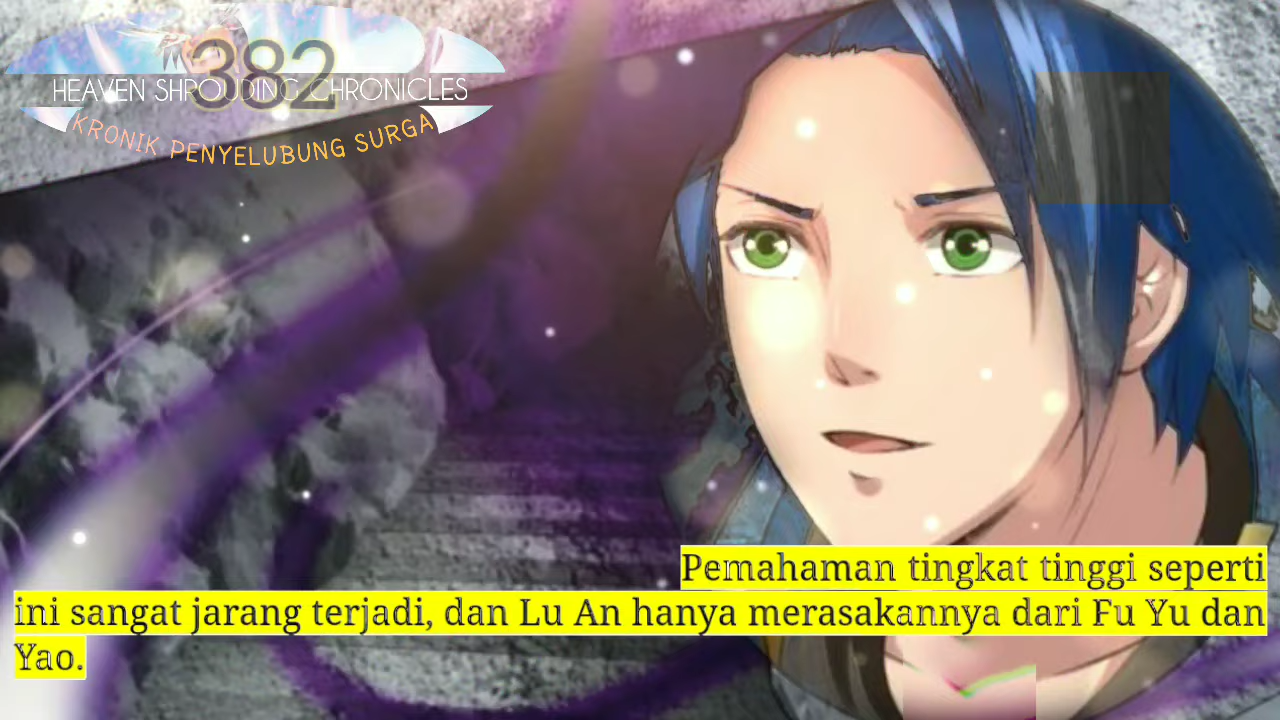 382
HEAVEN SHROUDING CHRONICLES
KRONIK PENYELUBUNG SURGA
Pemahaman tingkat tinggi seperti
ini sangat jarang terjadi, dan Lu An hanya merasakannya dari Fu Yu dan
Yao.